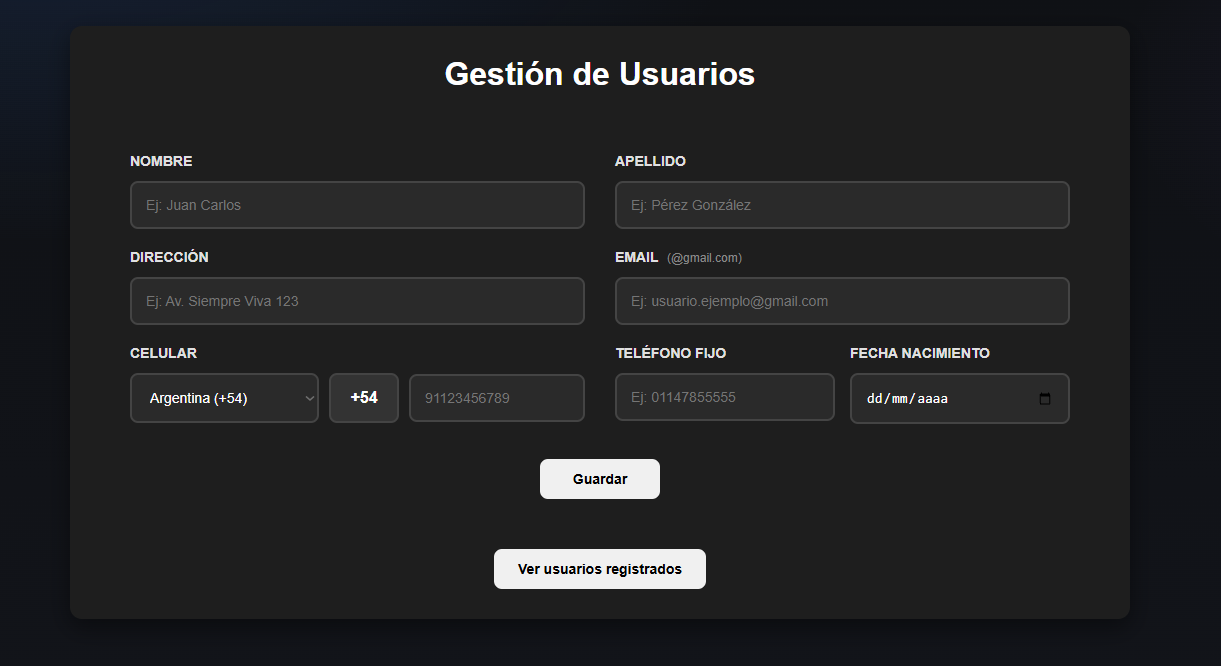 Gestión de Usuarios
NOMBRE
APELLIDO
Ej: Juan Carlos
Ej: Pérez González
DIRECCIÓN
EMAIL (@gmail.com)
Ej: Av. Siempre Viva 123
Ej: usuario.ejemplo@gmail.com
CELULAR
TELÉFONO FIJO
FECHA NACIMIENTO
Argentina (+54)
+54
91123456789
Ej: 01147855555
dd/mm/aaaa
Guardar
Ver usuarios registrados